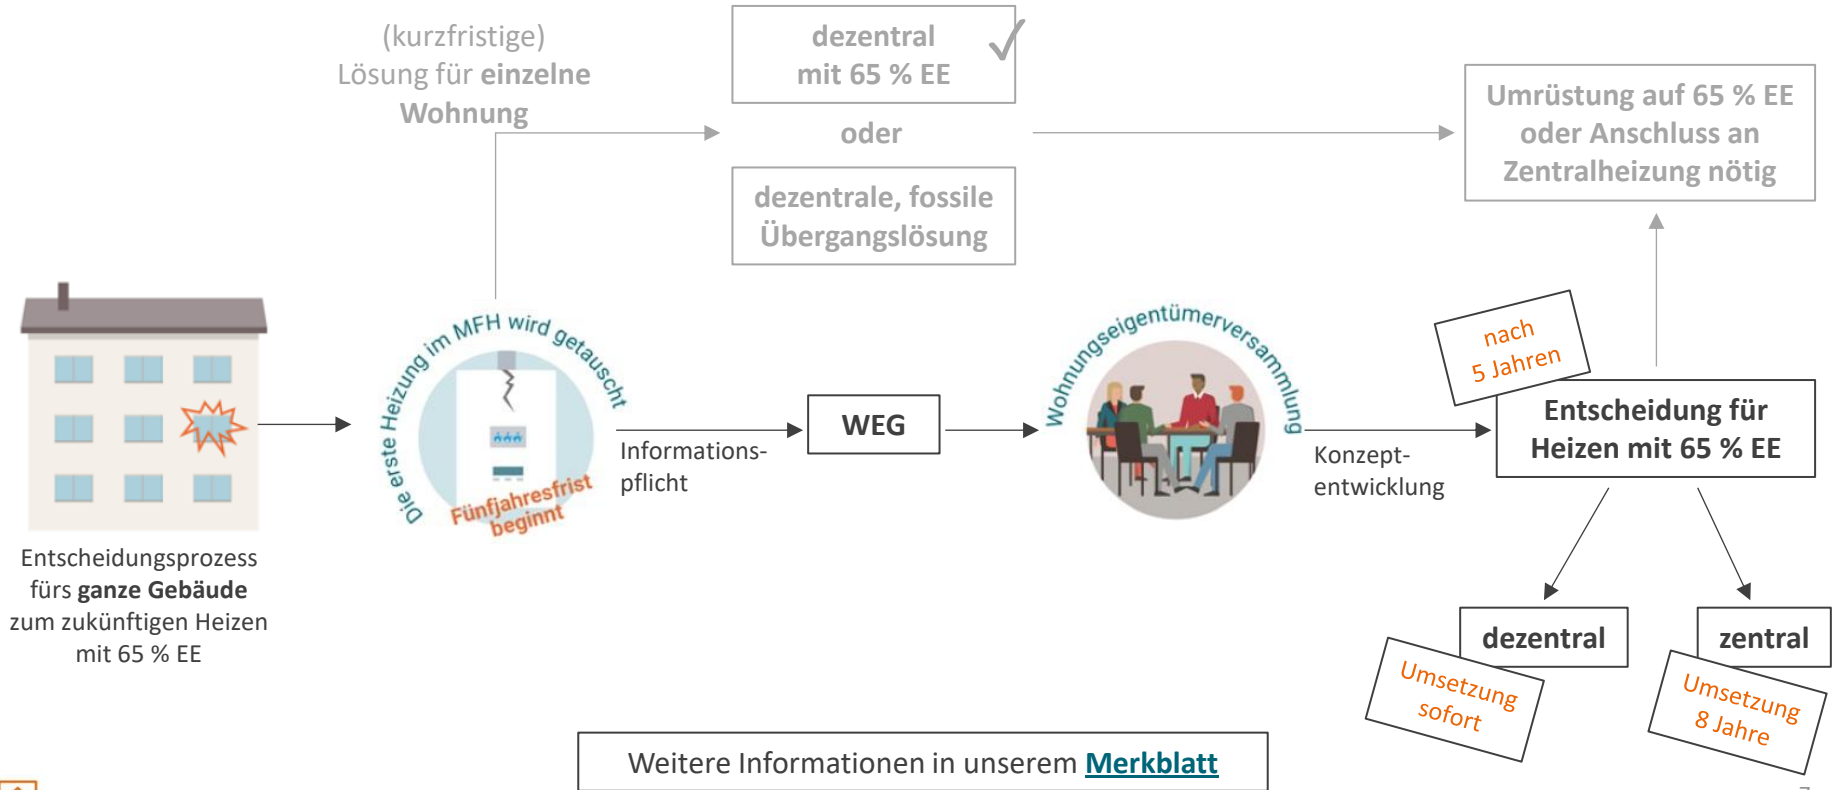 (kurzfristige)
Lösung für einzelne
Wohnung
dezentral
mit 65 % EE
oder
dezentrale, fossile
Übergangslösung
Umrüstung auf 65 % EE
oder Anschluss an
Zentralheizung nötig
Entscheidungsprozess
fürs ganze Gebäude
zum zukünftigen Heizen
mit 65 % EE
Die erste Heizung im MFH wird getauscht
Fünfjahresfrist
beginnt
Informations-
pflicht
WEG
Wohnungseigentümerversammlung
Konzept-
entwicklung
nach
5 Jahren
Entscheidung für
Heizen mit 65 % EE
dezentral
Umsetzung
sofort
zentral
Umsetzung
8 Jahre
Weitere Informationen in unserem Merkblatt